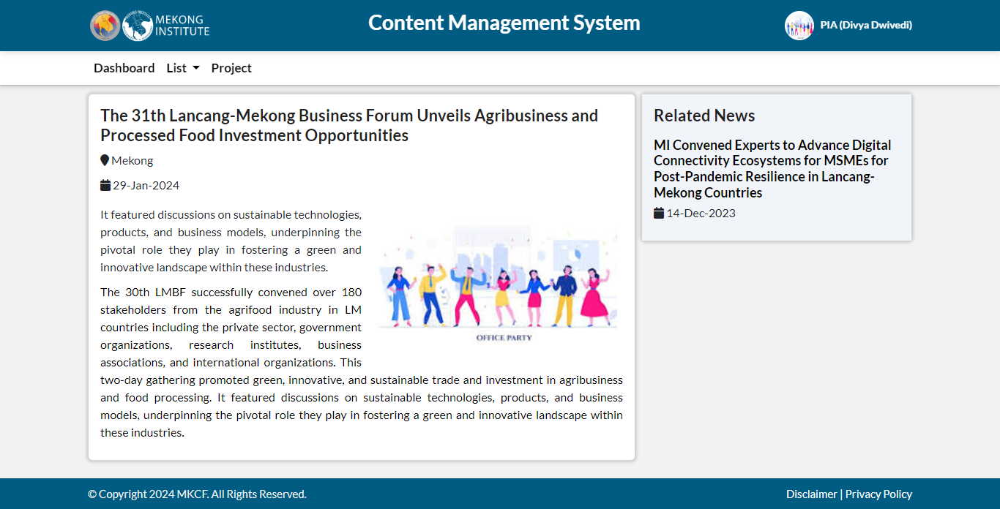 MEKONG
INSTITUTE
Content Management System
PIA (Divya Dwivedi)
Dashboard
List
Project
The 31th Lancang-Mekong Business Forum Unveils Agribusiness and
Processed Food Investment Opportunities
Mekong
29-Jan-2024
It featured discussions on sustainable technologies,
products, and business models, underpinning the
pivotal role they play in fostering a green and
innovative landscape within these industries.
OFFICE PARTY
The 30th LMBF successfully convened over 180
stakeholders from the agrifood industry in LM
countries including the private sector, government
organizations, research institutes, business
associations, and international organizations. This
two-day gathering promoted green, innovative, and sustainable trade and investment in agribusiness
and food processing. It featured discussions on sustainable technologies, products, and business
models, underpinning the pivotal role they play in fostering a green and innovative landscape within
these industries.
Related News
MI Convened Experts to Advance Digital
Connectivity Ecosystems for MSMEs for
Post-Pandemic Resilience in Lancang-
Mekong Countries
14-Dec-2023
© Copyright 2024 MKCF. All Rights Reserved.
Disclaimer | Privacy Policy